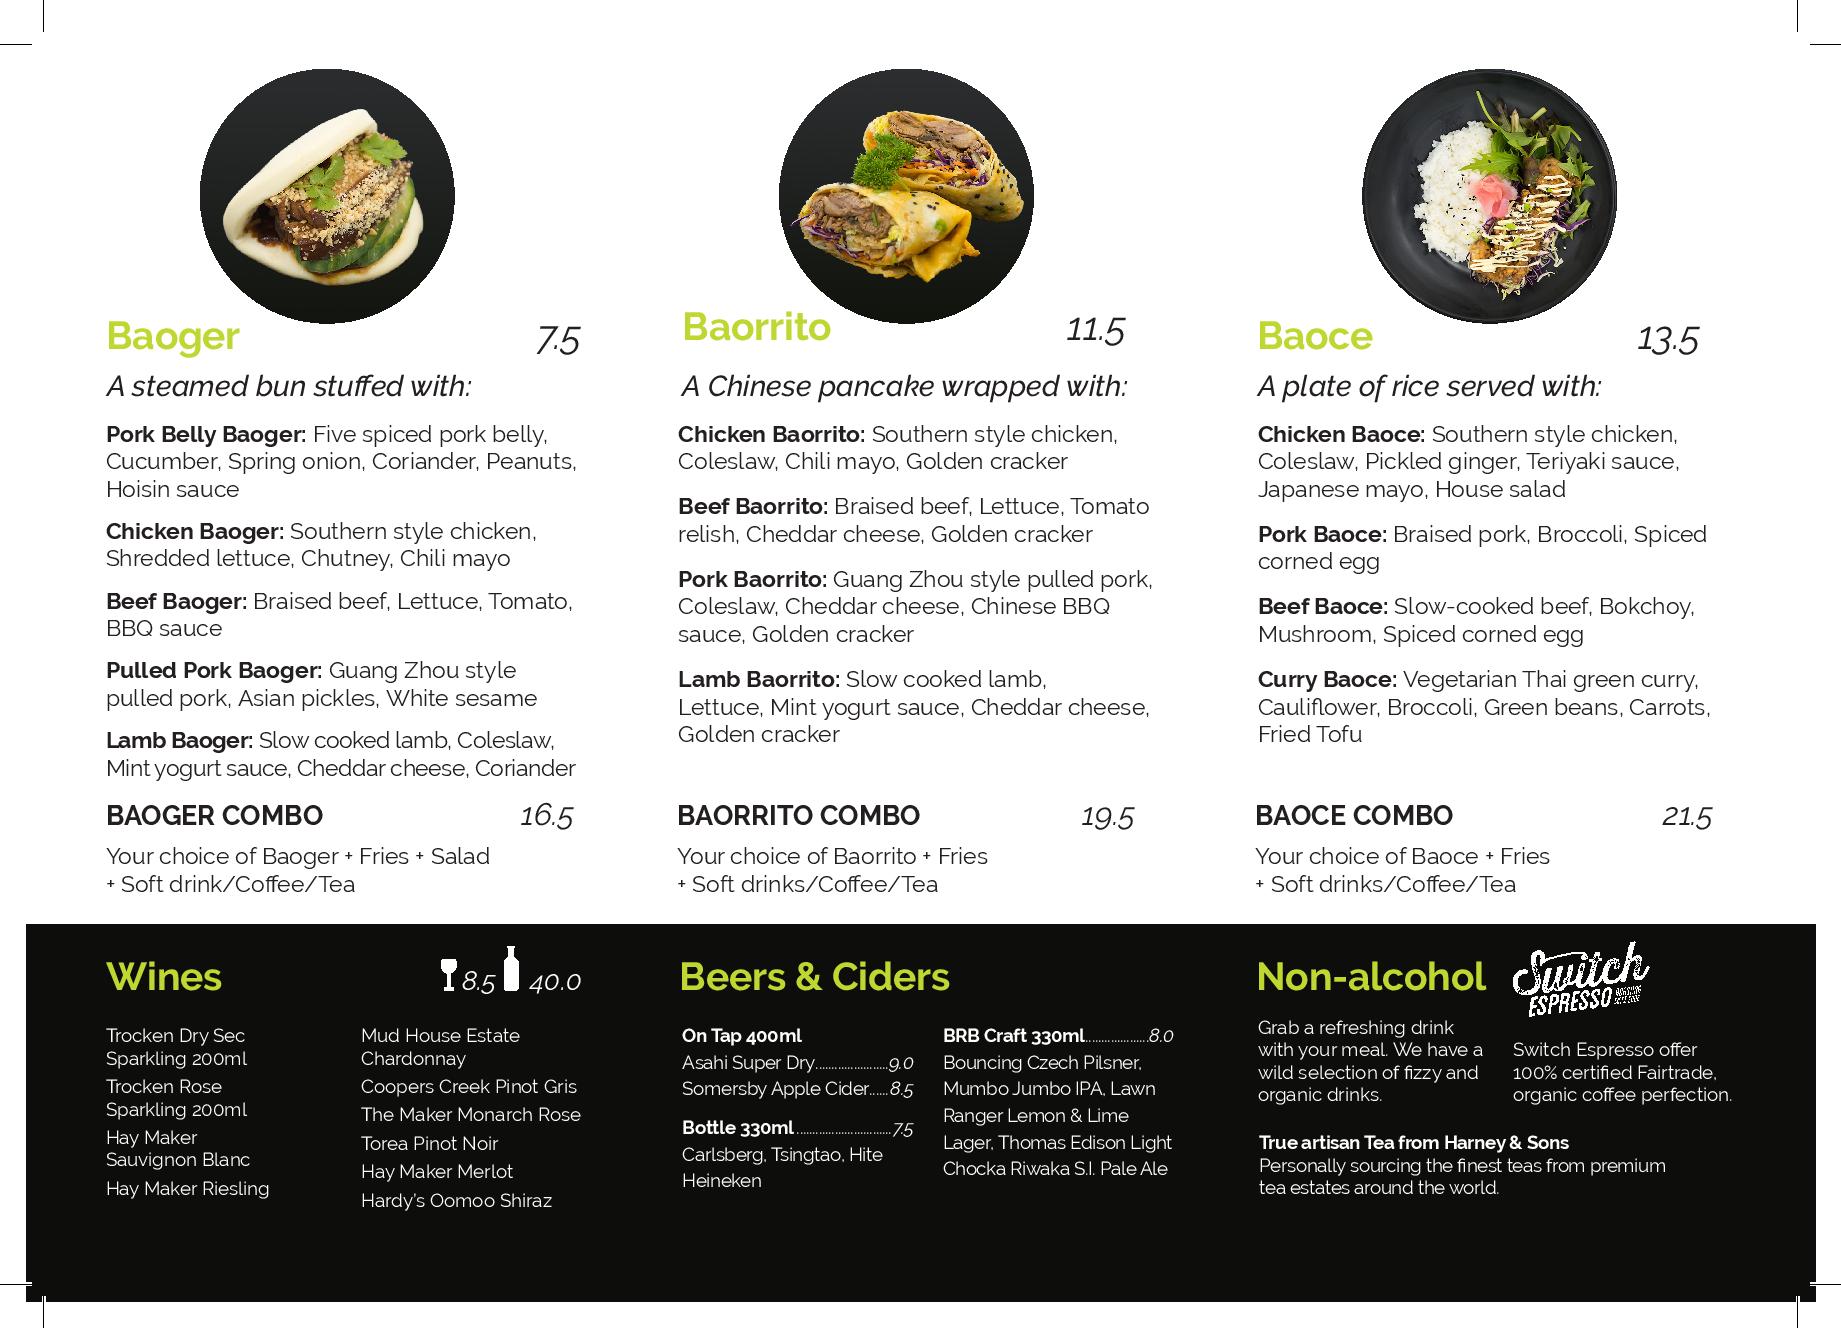 Baoger 7.5
A steamed bun stuffed with:
Pork Belly Baoger: Five spiced pork belly,
Cucumber, Spring onion, Coriander, Peanuts,
Hoisin sauce
Chicken Baoger: Southern style chicken,
Shredded lettuce, Chutney, Chili mayo
Beef Baoger: Braised beef, Lettuce, Tomato,
BBQ sauce
Pulled Pork Baoger: Guang Zhou style
pulled pork, Asian pickles, White sesame
Lamb Baoger: Slow cooked lamb, Coleslaw,
Mint yogurt sauce, Cheddar cheese, Coriander
BAOGER COMBO 16.5
Your choice of Baoger + Fries + Salad
+ Soft drink/Coffee/Tea
Baorrito 11.5
A Chinese pancake wrapped with:
Chicken Baorrito: Southern style chicken,
Coleslaw, Chili mayo, Golden cracker
Beef Baorrito: Braised beef, Lettuce, Tomato
relish, Cheddar cheese, Golden cracker
Pork Baorrito: Guang Zhou style pulled pork,
Coleslaw, Cheddar cheese, Chinese BBQ
sauce, Golden cracker
Lamb Baorrito: Slow cooked lamb,
Lettuce, Mint yogurt sauce, Cheddar cheese,
Golden cracker
BAORRITO COMBO 19.5
Your choice of Baorrito + Fries
+ Soft drinks/Coffee/Tea
Baoce 13.5
A plate of rice served with:
Chicken Baoce: Southern style chicken,
Coleslaw, Pickled ginger, Teriyaki sauce,
Japanese mayo, House salad
Pork Baoce: Braised pork, Broccoli, Spiced
corned egg
Beef Baoce: Slow-cooked beef, Bokchoy,
Mushroom, Spiced corned egg
Curry Baoce: Vegetarian Thai green curry,
Cauliflower, Broccoli, Green beans, Carrots,
Fried Tofu
BAOCE COMBO 21.5
Your choice of Baoce + Fries
+ Soft drinks/Coffee/Tea
Wines 8.5 40.0
Trocken Dry Sec
Sparkling 200ml
Trocken Rose
Sparkling 200ml
Hay Maker
Sauvignon Blanc
Hay Maker Riesling
Mud House Estate
Chardonnay
Coopers Creek Pinot Gris
The Maker Monarch Rose
Torea Pinot Noir
Hay Maker Merlot
Hardy's Oomoo Shiraz
Beers & Ciders
On Tap 400ml
Asahi Super Dry......................9.0
Somersby Apple Cider......8.5
Bottle 330ml.............................7.5
Carlsberg, Tsingtao, Hite
Heineken
BRB Craft 330ml...................8.0
Bouncing Czech Pilsner,
Mumbo Jumbo IPA, Lawn
Ranger Lemon & Lime
Lager, Thomas Edison Light
Chocka Riwaka S.I. Pale Ale
Non-alcohol
Grab a refreshing drink
with your meal. We have a
wild selection of fizzy and
organic drinks.
Switch
ESPRESSO
Switch Espresso offer
100% certified Fairtrade,
organic coffee perfection.
True artisan Tea from Harney & Sons
Personally sourcing the finest teas from premium
tea estates around the world.